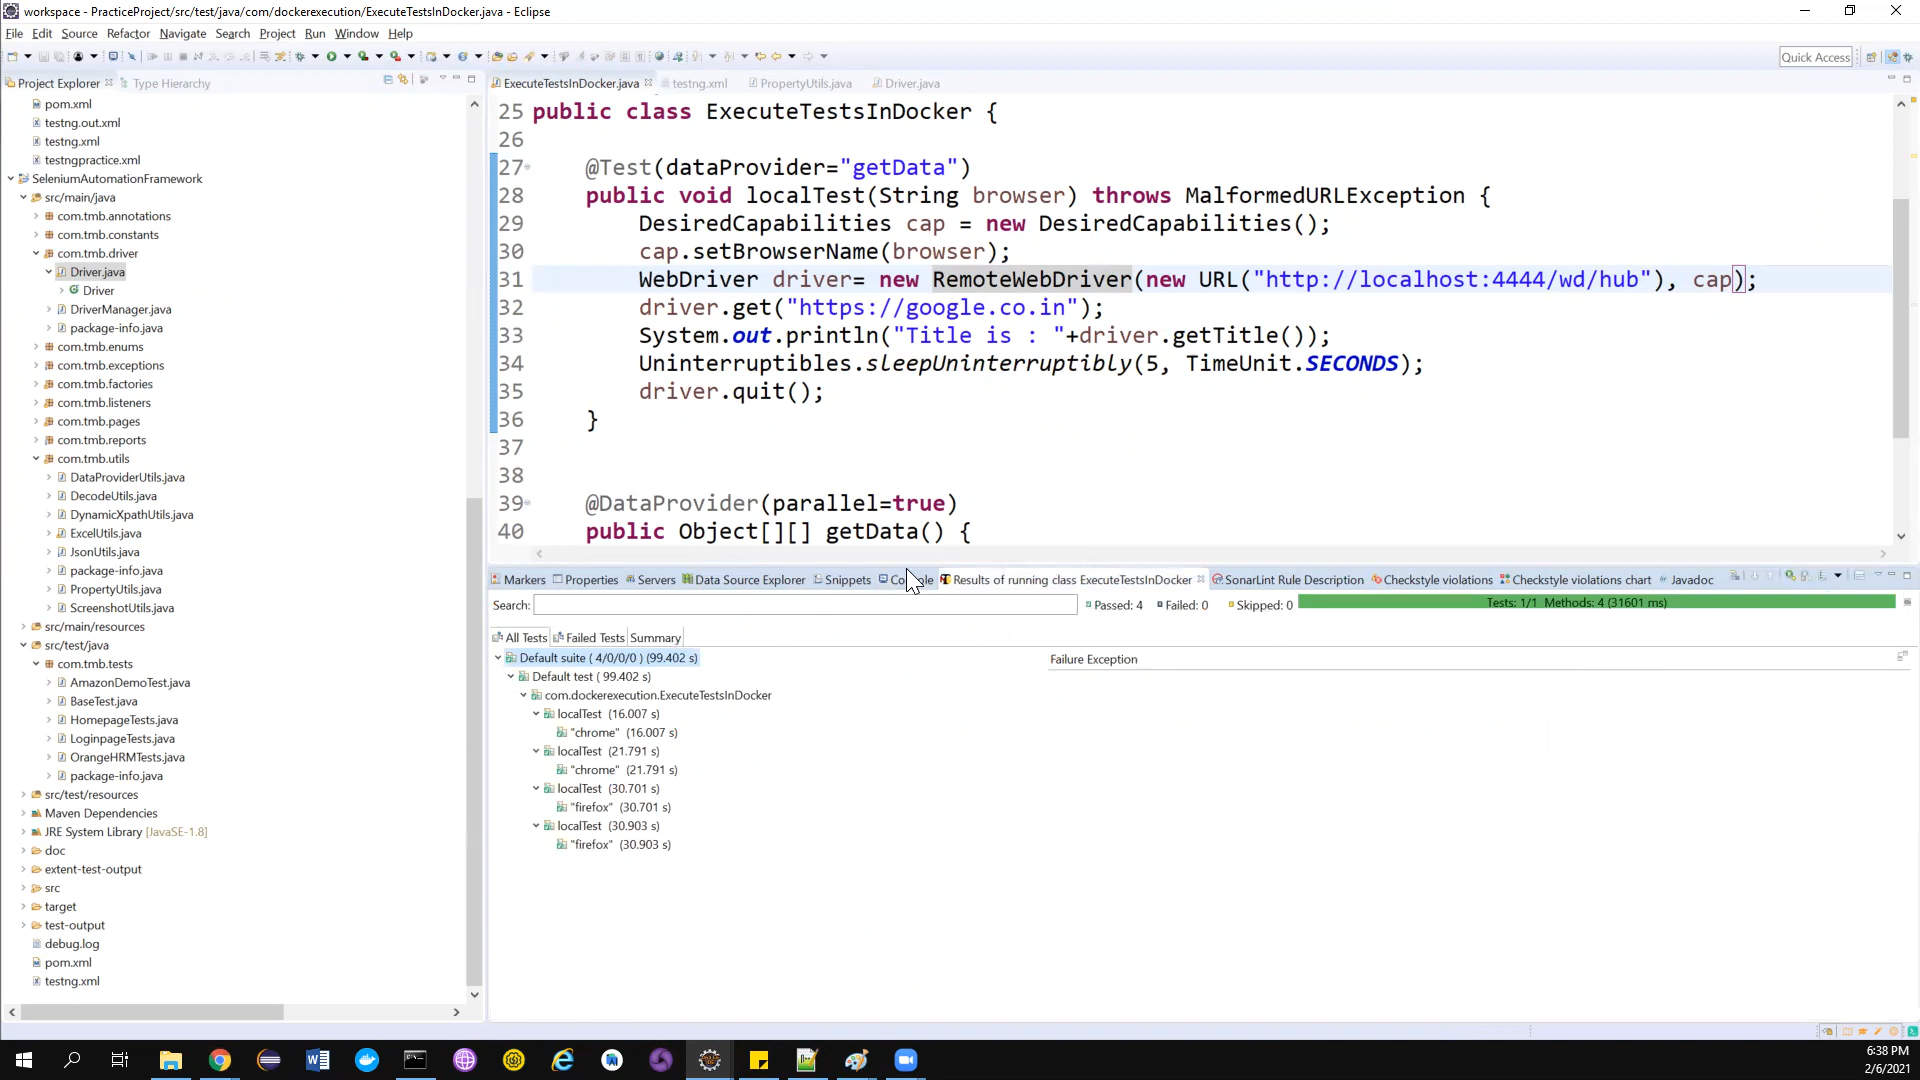 workspace - PracticeProject/src/test/java/com/dockerexecution/ExecuteTestsInDocker.java - Eclipse
File Edit Source Refactor Navigate Search Project Run Window Help
Quick Access
Project Explorer Type Hierarchy
pom.xml
testng.out.xml
testng.xml
testngpractice.xml
SeleniumAutomationFramework
src/main/java
com.tmb.annotations
com.tmb.constants
com.tmb.driver
Driver.java
Driver
DriverManager.java
package-info.java
com.tmb.enums
com.tmb.exceptions
com.tmb.factories
com.tmb.listeners
com.tmb.pages
com.tmb.reports
com.tmb.utils
DataProviderUtils.java
DecodeUtils.java
DynamicXpathUtils.java
ExcelUtils.java
JsonUtils.java
package-info.java
PropertyUtils.java
ScreenshotUtils.java
src/main/resources
src/test/java
com.tmb.tests
AmazonDemoTest.java
BaseTest.java
HomepageTests.java
LoginpageTests.java
OrangeHRMTests.java
package-info.java
src/test/resources
Maven Dependencies
JRE System Library [JavaSE-1.8]
doc
extent-test-output
src
target
test-output
debug.log
pom.xml
testng.xml
ExecuteTestsInDocker.java testng.xml PropertyUtils.java Driver.java
25 public class ExecuteTestsInDocker {
26
27 @Test(dataProvider="getData")
28 public void localTest(String browser) throws MalformedURLException {
29 DesiredCapabilities cap = new DesiredCapabilities();
30 cap.setBrowserName(browser);
31 WebDriver driver= new RemoteWebDriver(new URL("http://localhost:4444/wd/hub"), cap);
32 driver.get("https://google.co.in");
33 System.out.println("Title is : "+driver.getTitle());
34 Uninterruptibles.sleepUninterruptibly(5, TimeUnit.SECONDS);
35 driver.quit();
36 }
37
38
39 @DataProvider(parallel=true)
40 public Object[][] getData() {
Markers Properties Servers Data Source Explorer Snippets Results of running class ExecuteTestsInDocker SonarLint Rule Description Checkstyle violations Checkstyle violations chart Javadoc
Search: Passed: 4 Failed: 0 Skipped: 0 Tests: 1/1 Methods: 4 (31601 ms)
All Tests Failed Tests Summary
Default suite ( 4/0/0/0 ) (99.402 s)
Failure Exception
Default test ( 99.402 s)
com.dockerexecution.ExecuteTestsInDocker
localTest (16.007 s)
"chrome" (16.007 s)
localTest (21.791 s)
"chrome" (21.791 s)
localTest (30.701 s)
"firefox" (30.701 s)
localTest (30.903 s)
"firefox" (30.903 s)
6:38 PM
2/6/2021